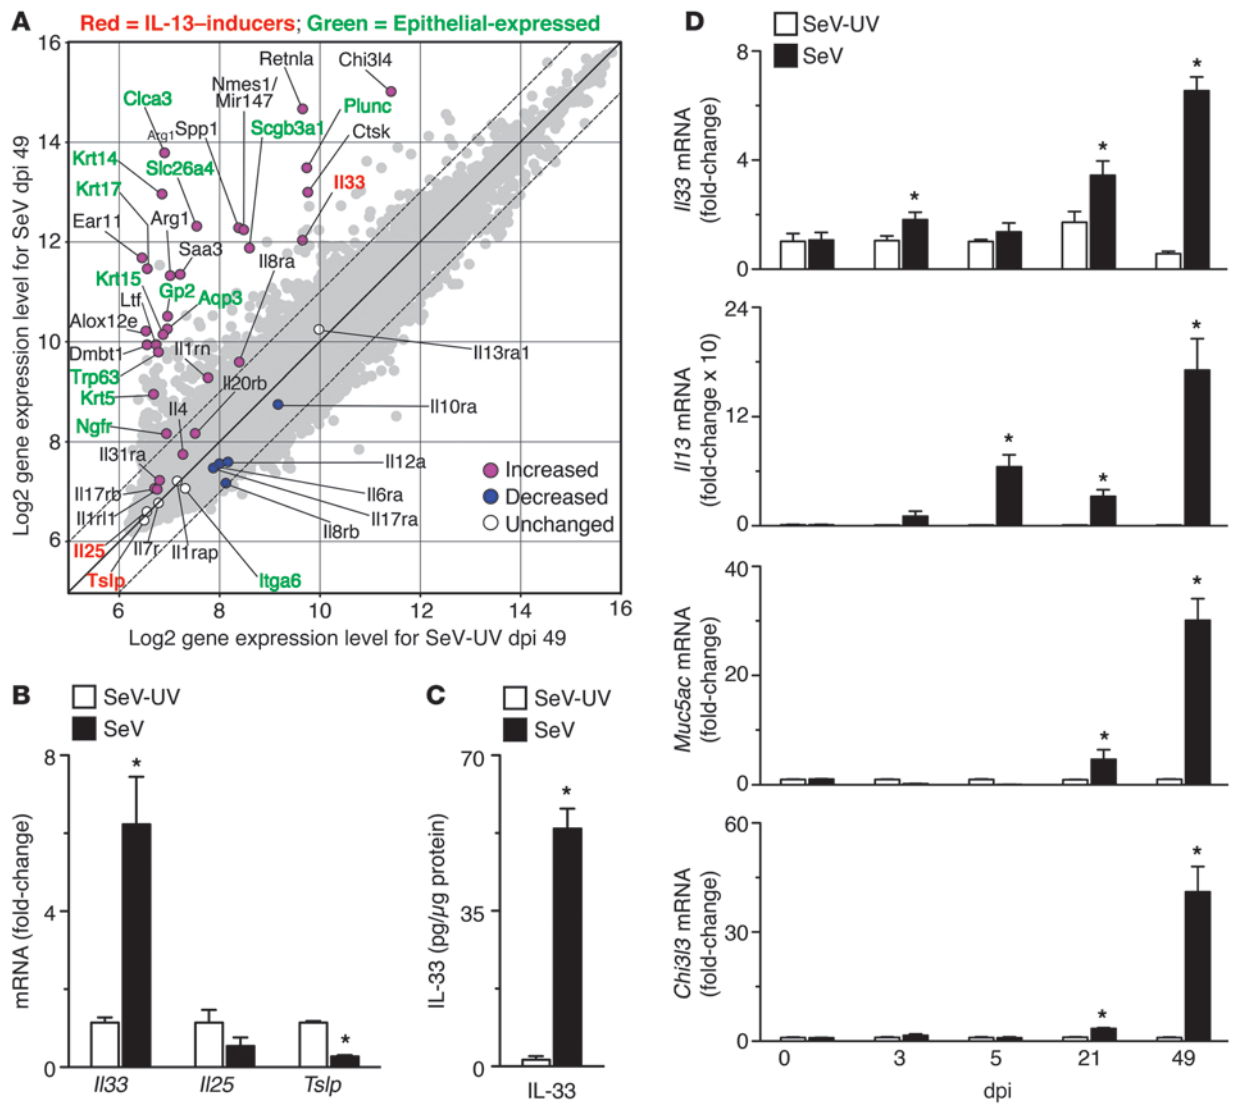 A
Red = IL-13–inducers; Green = Epithelial-expressed
Log2 gene expression level for SeV dpi 49
16
14
12
10
8
6
Retnla
Chi3l4
Nmes1/
Mir147
Clca3
Plunc
Arg1
Spp1
Scgb3a1
Ctsk
Krt14
Slc26a4
Il33
Krt17
Ear11
Arg1
Saa3
Il8ra
Krt15
Gp2
Aqp3
Ltf
Alox12e
Dmbt1
Il1rn
Il13ra1
Trp63
Il20rb
Krt5
Il4
Il10ra
Ngfr
Il31ra
Il12a
Increased
Il17rb
Il6ra
Decreased
Il1rl1
Il17ra
Unchanged
Il8rb
Il25
Il7r
Il1rap
Tslp
Itga6
6
8
10
12
14
16
Log2 gene expression level for SeV-UV dpi 49
B
SeV-UV
SeV
mRNA (fold-change)
8
4
0
*
*
Il33
Il25
Tslp
C
SeV-UV
SeV
IL-33 (pg/µg protein)
70
35
0
*
IL-33
D
SeV-UV
SeV
Il33 mRNA
(fold-change)
8
4
0
*
*
*
Il13 mRNA
(fold-change x 10)
24
12
0
*
*
*
Muc5ac mRNA
(fold-change)
40
20
0
*
*
Chi3l3 mRNA
(fold-change)
60
30
0
*
*
0
3
5
21
49
dpi